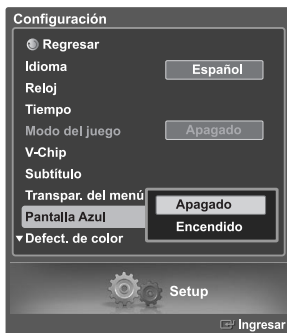 Configuración
Regresar
Idioma Español
Reloj
Tiempo
Modo del juego Apagado
V-Chip
Subtítulo
Transpar. del menú
Apagado
Pantalla Azul
Encendido
▼Defect. de color
Setup
Ingresar